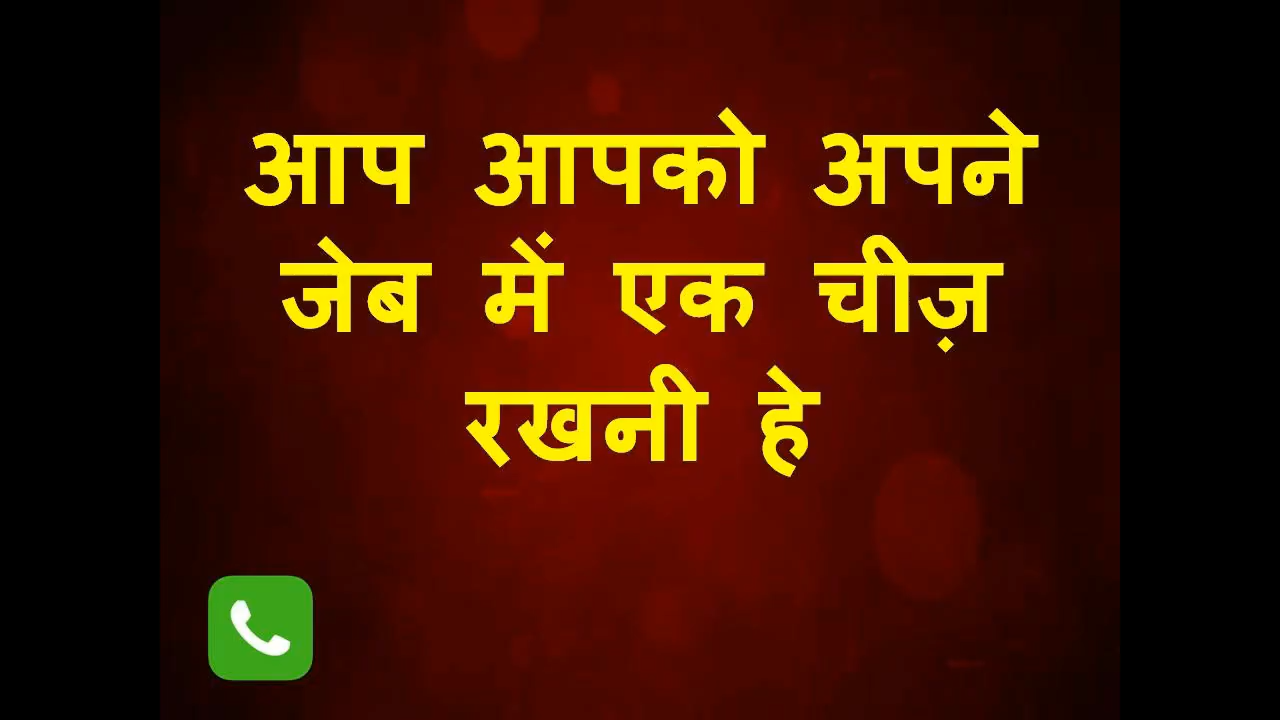 आप आपको अपने
जेब में एक चीज़
रखनी हे